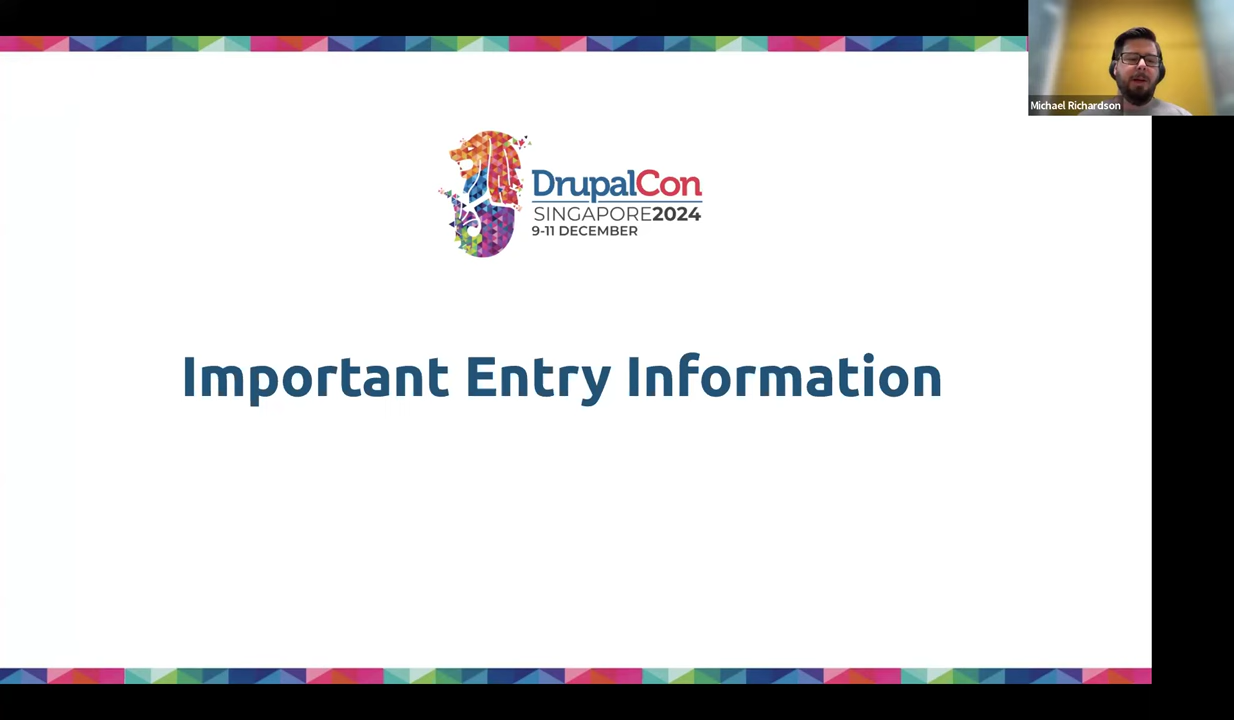 Michael Richardson
DrupalCon
SINGAPORE2024
9-11 DECEMBER
Important Entry Information